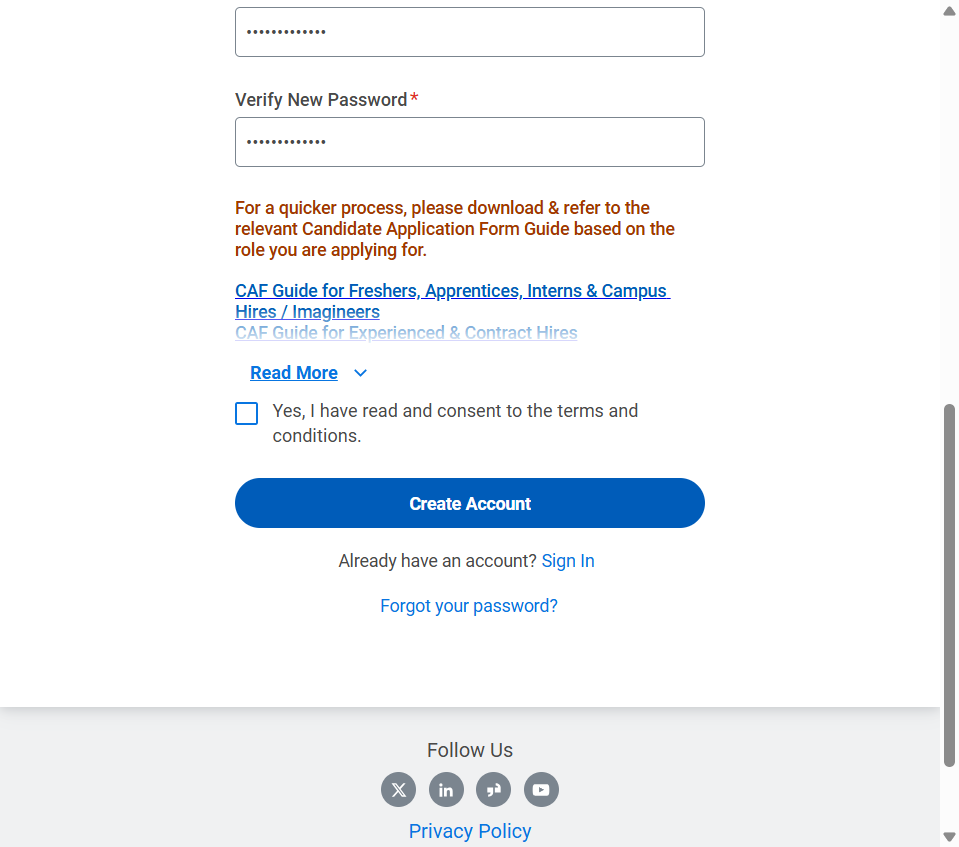 •••••••••••••
Verify New Password*
•••••••••••••
For a quicker process, please download & refer to the
relevant Candidate Application Form Guide based on the
role you are applying for.
CAF Guide for Freshers, Apprentices, Interns & Campus
Hires / Imagineers
CAF Guide for Experienced & Contract Hires
Read More
Yes, I have read and consent to the terms and
conditions.
Create Account
Already have an account? Sign In
Forgot your password?
Follow Us
Privacy Policy